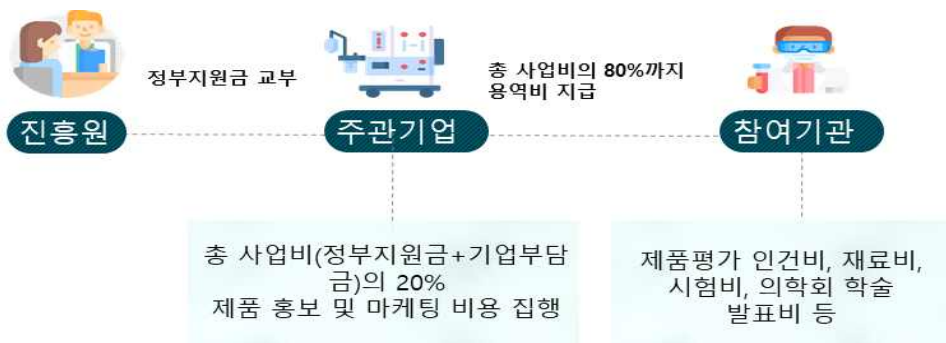 정부지원금 교부
총 사업비의 80%까지
용역비 지급
진흥원
주관기업
참여기관
총 사업비(정부지원금+기업부담
금)의 20%
제품 홍보 및 마케팅 비용 집행
제품평가 인건비, 재료비,
시험비, 의학회 학술
발표비 등